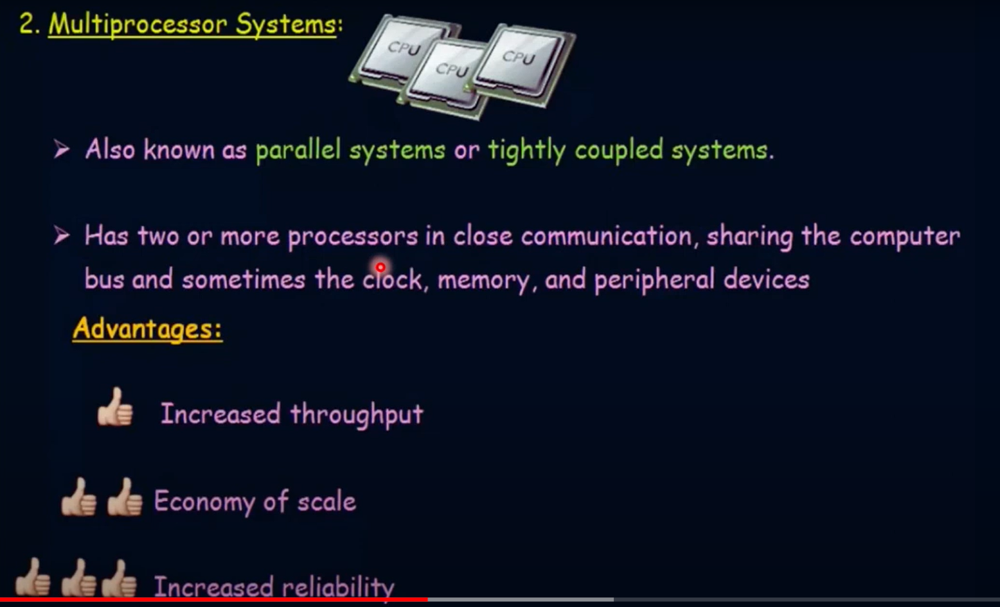 2. Multiprocessor Systems:
CPU
CPU
CPU
Also known as parallel systems or tightly coupled systems.
Has two or more processors in close communication, sharing the computer
bus and sometimes the clock, memory, and peripheral devices
Advantages:
Increased throughput
Economy of scale
Increased reliability